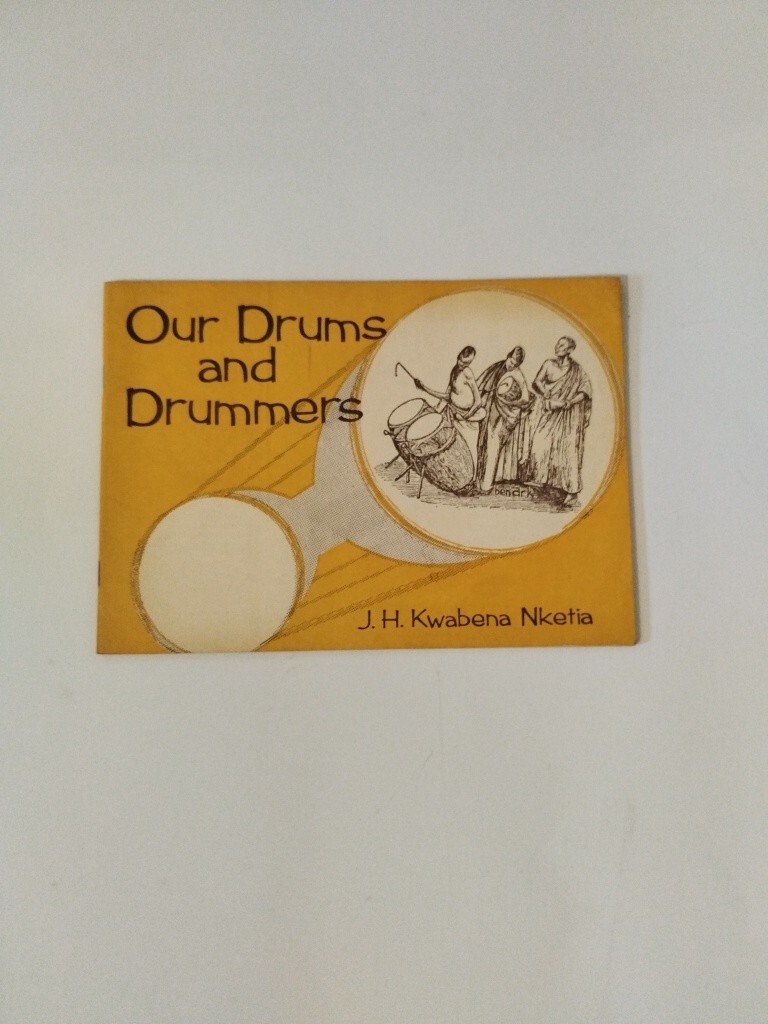 Our Drums
and
Drummers
J. H. Kwabena Nketia